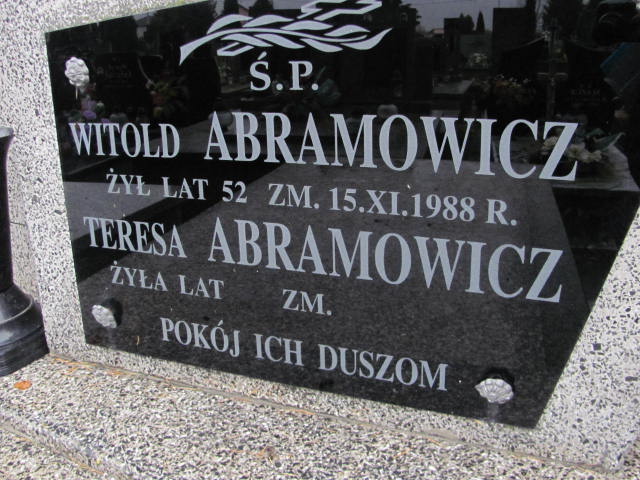 Ś.P.
WITOLD ABRAMOWICZ
ŻYŁ LAT 52 ZM. 15.XI.1988 R.
TERESA ABRAMOWICZ
ŻYŁA LAT ZM.
POKÓJ ICH DUSZOM